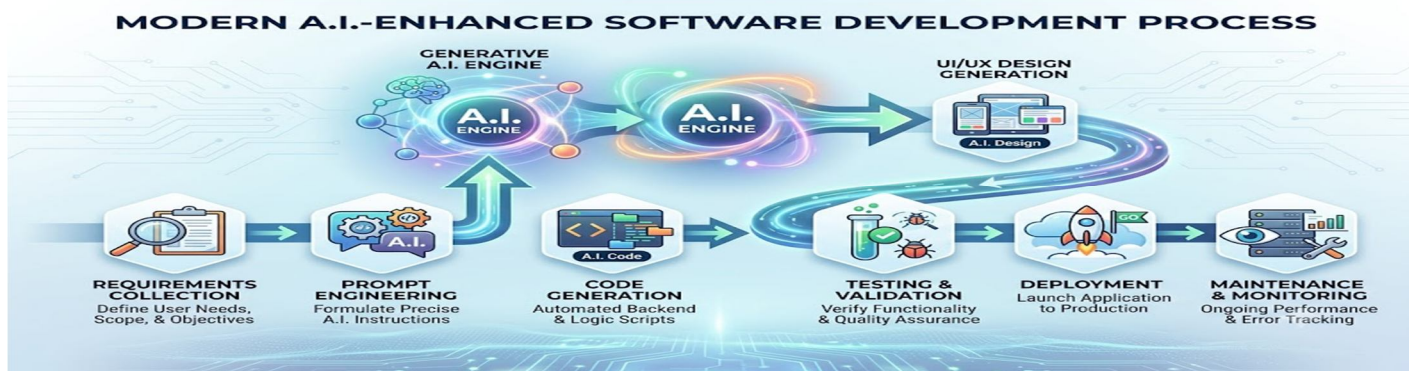 MODERN A.I.-ENHANCED SOFTWARE DEVELOPMENT PROCESS
GENERATIVE
A.I. ENGINE
A.I.
ENGINE
A.I.
ENGINE
UI/UX DESIGN
GENERATION
A.I. Design
A.I.
A.I. Code
GO
REQUIREMENTS
COLLECTION
Define User Needs,
Scope, & Objectives
PROMPT
ENGINEERING
Formulate Precise
A.I. Instructions
CODE
GENERATION
Automated Backend
& Logic Scripts
TESTING &
VALIDATION
Verify Functionality
& Quality Assurance
DEPLOYMENT
Launch Application
to Production
MAINTENANCE
& MONITORING
Ongoing Performance
& Error Tracking